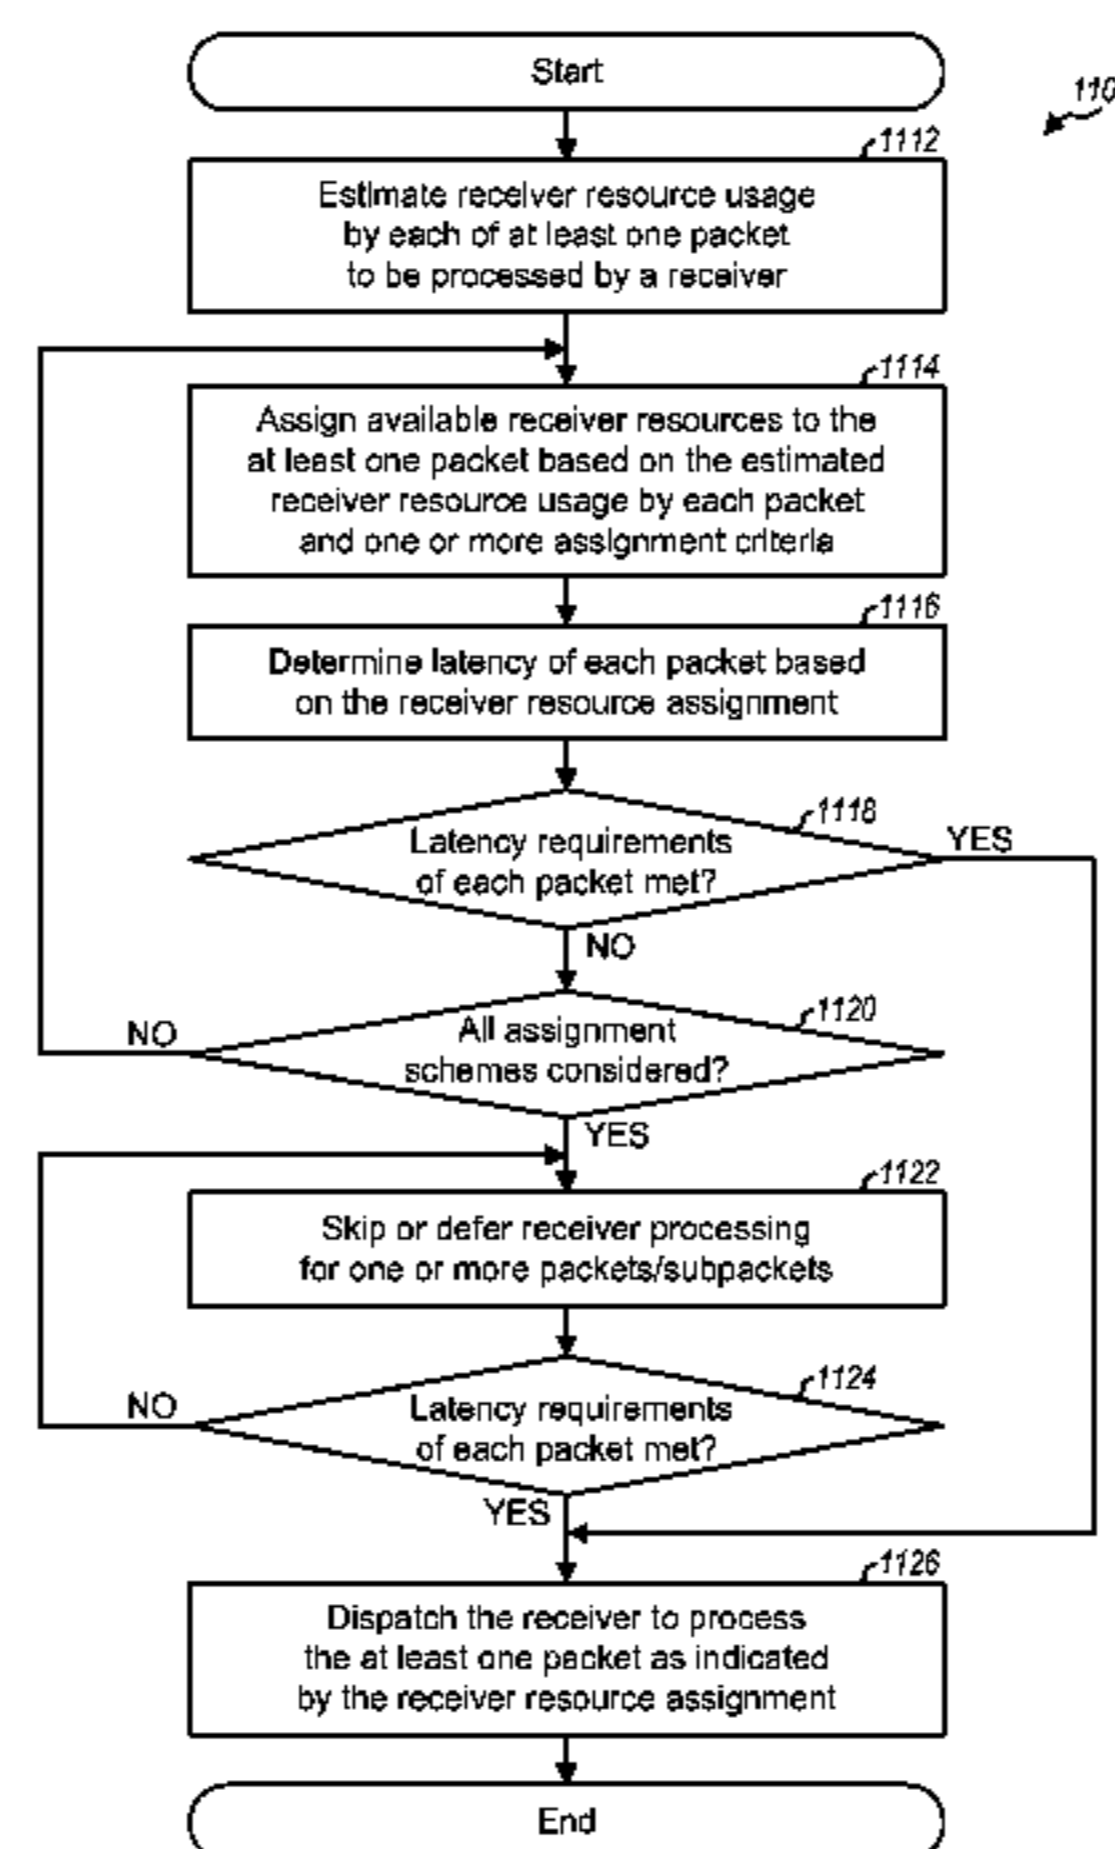 Start
110
1112
Estimate receiver resource usage
by each of at least one packet
to be processed by a receiver
1114
Assign available receiver resources to the
at least one packet based on the estimated
receiver resource usage by each packet
and one or more assignment criteria
1116
Determine latency of each packet based
on the receiver resource assignment
1118
Latency requirements
of each packet met?
YES
NO
1120
All assignment
schemes considered?
NO
YES
1122
Skip or defer receiver processing
for one or more packets/subpackets
1124
Latency requirements
of each packet met?
NO
YES
1126
Dispatch the receiver to process
the at least one packet as indicated
by the receiver resource assignment
End